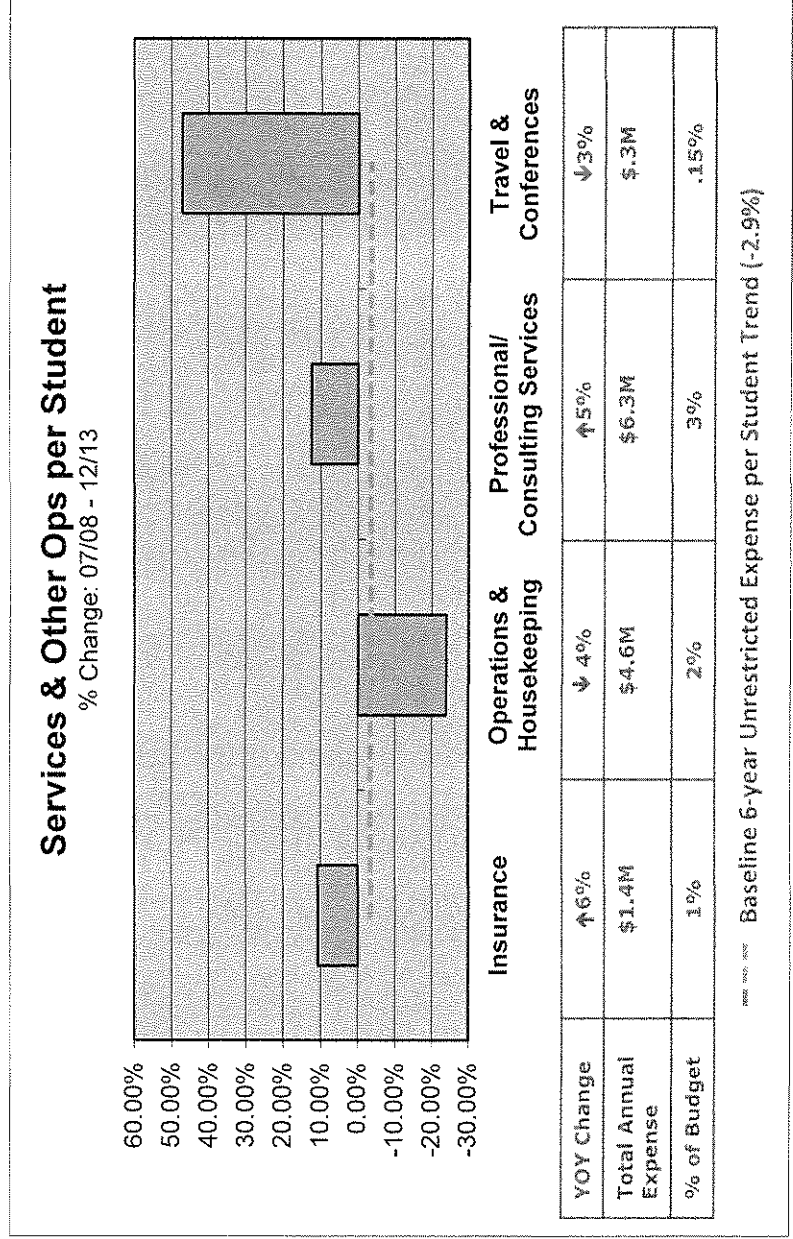 Services & Other Ops per Student
% Change: 07/08 - 12/13
60.00%
50.00%
40.00%
30.00%
20.00%
10.00%
0.00%
-10.00%
-20.00%
-30.00%
Insurance
Operations &
Housekeeping
Professional/
Consulting Services
Travel &
Conferences
YOY Change ↑6% ↓4% ↑5% ↓3%
Total Annual
Expense $1.4M $4.6M $6.3M $.3M
% of Budget 1% 2% 3% .15%
Baseline 6-year Unrestricted Expense per Student Trend (-2.9%)